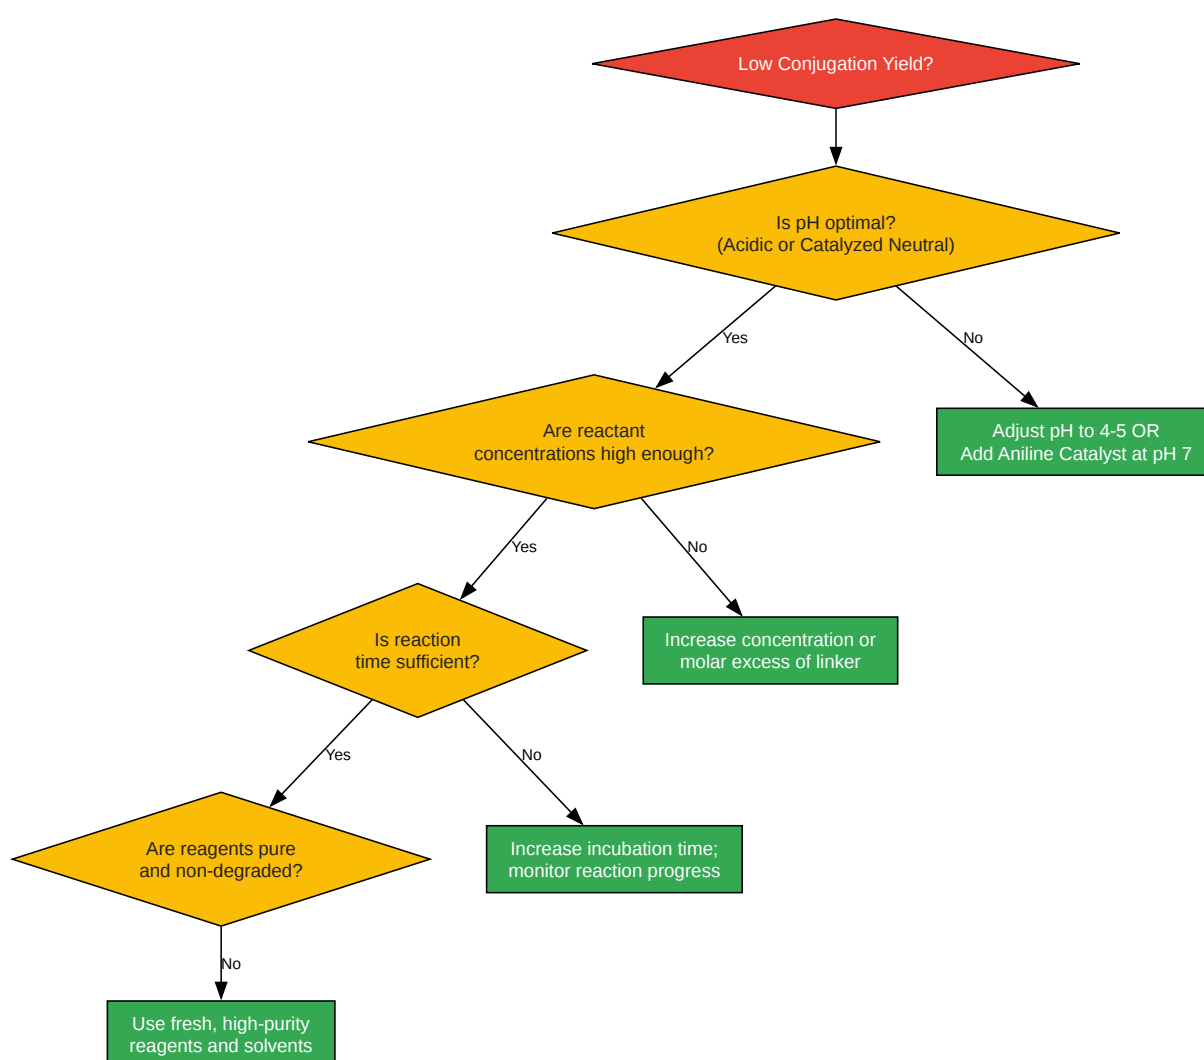 Low Conjugation Yield?
Is pH optimal?
(Acidic or Catalyzed Neutral)
Yes
No
Are reactant
concentrations high enough?
Adjust pH to 4-5 OR
Add Aniline Catalyst at pH 7
Yes
No
Is reaction
time sufficient?
Increase concentration or
molar excess of linker
Yes
No
Are reagents pure
and non-degraded?
Increase incubation time;
monitor reaction progress
No
Use fresh, high-purity
reagents and solvents